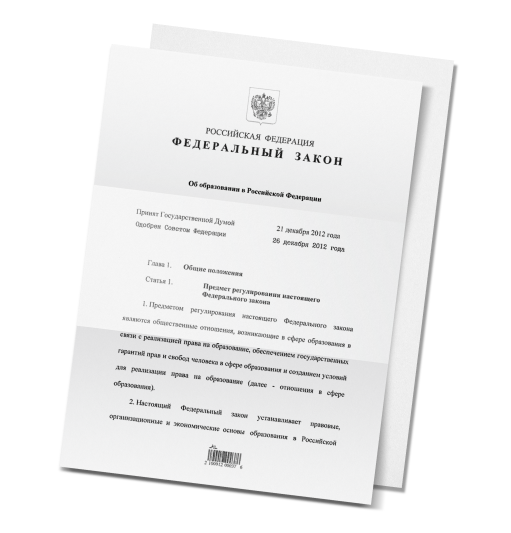 РОССИЙСКАЯ ФЕДЕРАЦИЯ
ФЕДЕРАЛЬНЫЙ ЗАКОН
Об образовании в Российской Федерации
Принят Государственной Думой 21 декабря 2012 года
Одобрен Советом Федерации 26 декабря 2012 года
Глава 1. Общие положения
Статья 1. Предмет регулирования настоящего
Федерального закона
1. Предметом регулирования настоящего Федерального закона
являются общественные отношения, возникающие в сфере образования в
связи с реализацией права на образование, обеспечением государственных
гарантий прав и свобод человека в сфере образования и созданием условий
для реализации права на образование (далее - отношения в сфере
образования).
2. Настоящий Федеральный закон устанавливает правовые,
организационные и экономические основы образования в Российской